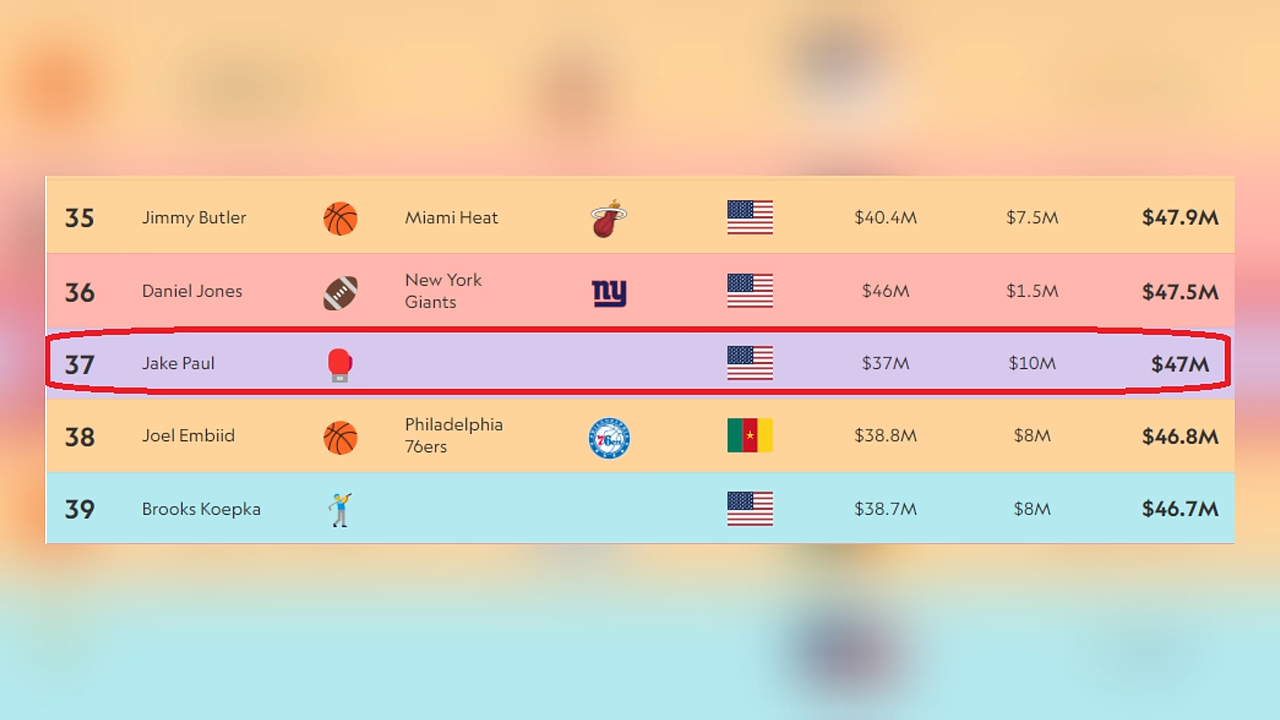 35 Jimmy Butler Miami Heat $40.4M $7.5M $47.9M
36 Daniel Jones New York Giants ny $46M $1.5M $47.5M
37 Jake Paul $37M $10M $47M
38 Joel Embiid Philadelphia 76ers PHILADELPHIA 76ers $38.8M $8M $46.8M
39 Brooks Koepka $38.7M $8M $46.7M